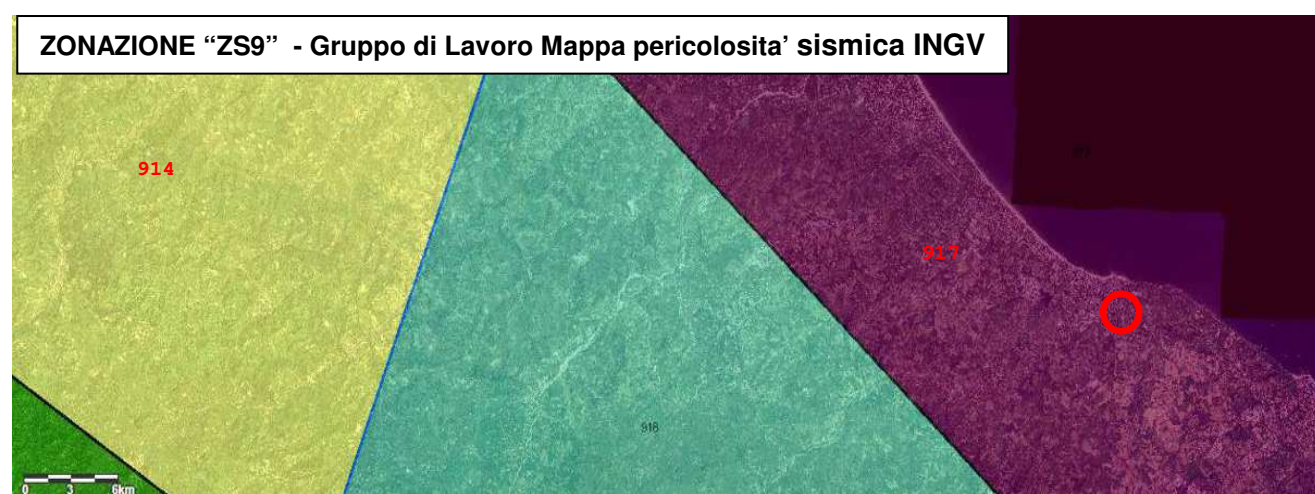 ZONAZIONE “ZS9” - Gruppo di Lavoro Mappa pericolosita’ sismica INGV
914
917
918
0 3 6km